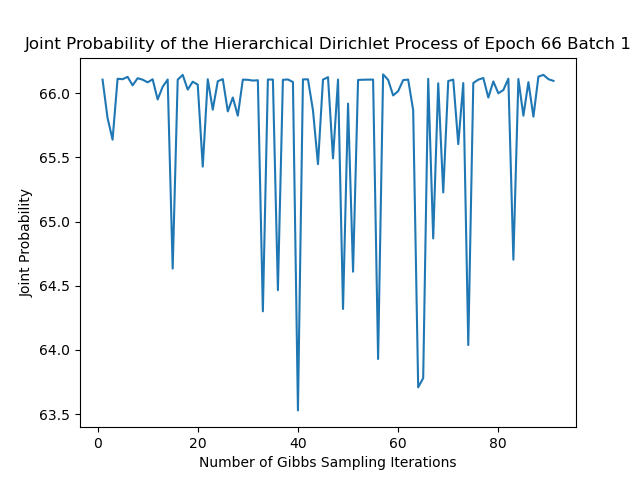 Joint Probability of the Hierarchical Dirichlet Process of Epoch 66 Batch 1
66.0
65.5
65.0
64.5
64.0
63.5
Joint Probability
0 20 40 60 80
Number of Gibbs Sampling Iterations